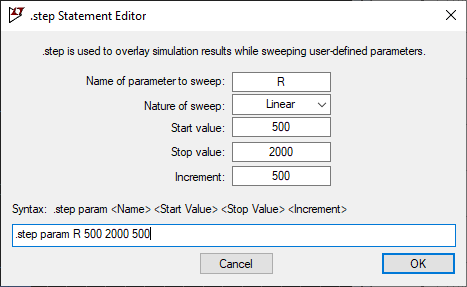 .step Statement Editor
.step is used to overlay simulation results while sweeping user-defined parameters.
Name of parameter to sweep: R
Nature of sweep: Linear
Start value: 500
Stop value: 2000
Increment: 500
Syntax: .step param <Name> <Start Value> <Stop Value> <Increment>
.step param R 500 2000 500
Cancel OK